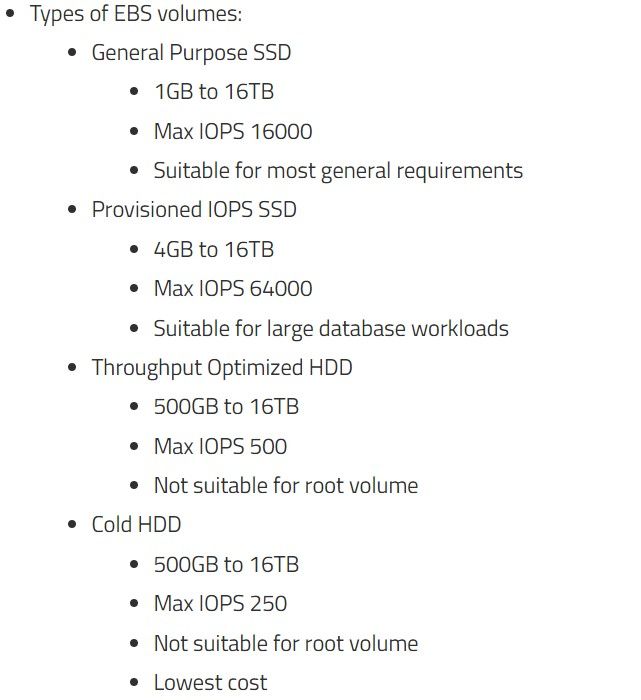 Types of EBS volumes:
General Purpose SSD
1GB to 16TB
Max IOPS 16000
Suitable for most general requirements
Provisioned IOPS SSD
4GB to 16TB
Max IOPS 64000
Suitable for large database workloads
Throughput Optimized HDD
500GB to 16TB
Max IOPS 500
Not suitable for root volume
Cold HDD
500GB to 16TB
Max IOPS 250
Not suitable for root volume
Lowest cost